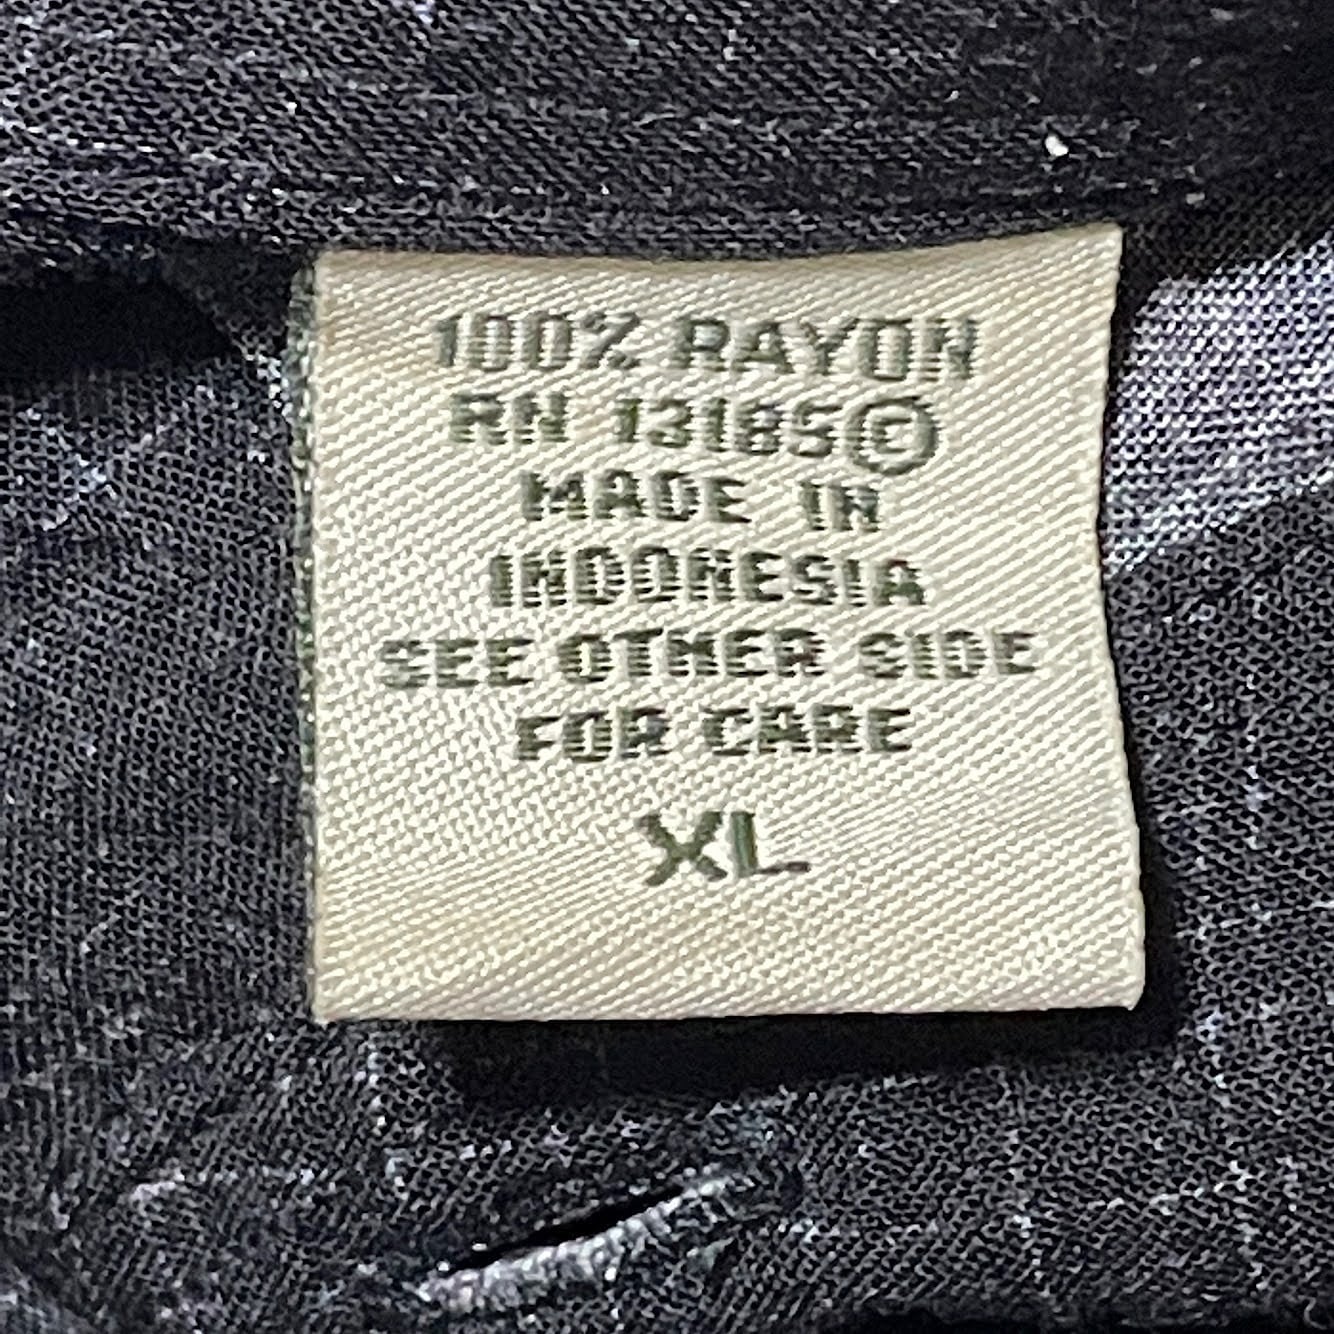 100% RAYON
RN 13185©
MADE IN
INDONESIA
SEE OTHER SIDE
FOR CARE
XL